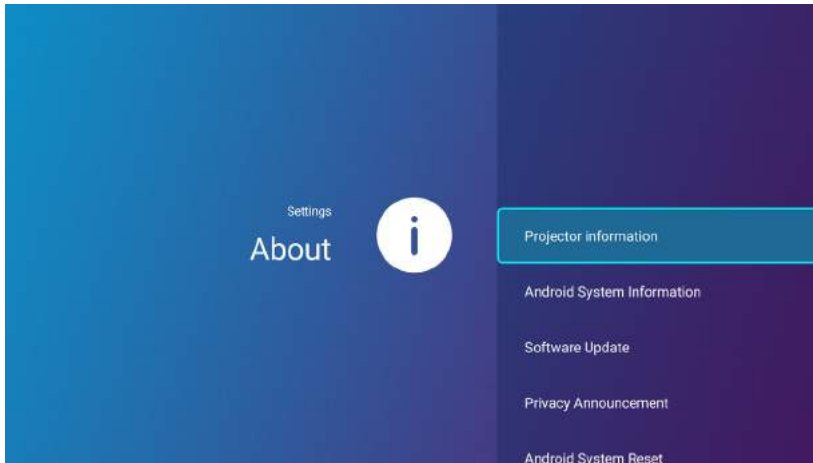 Settings
About
i
Projector information
Android System Information
Software Update
Privacy Announcement
Android System Reset